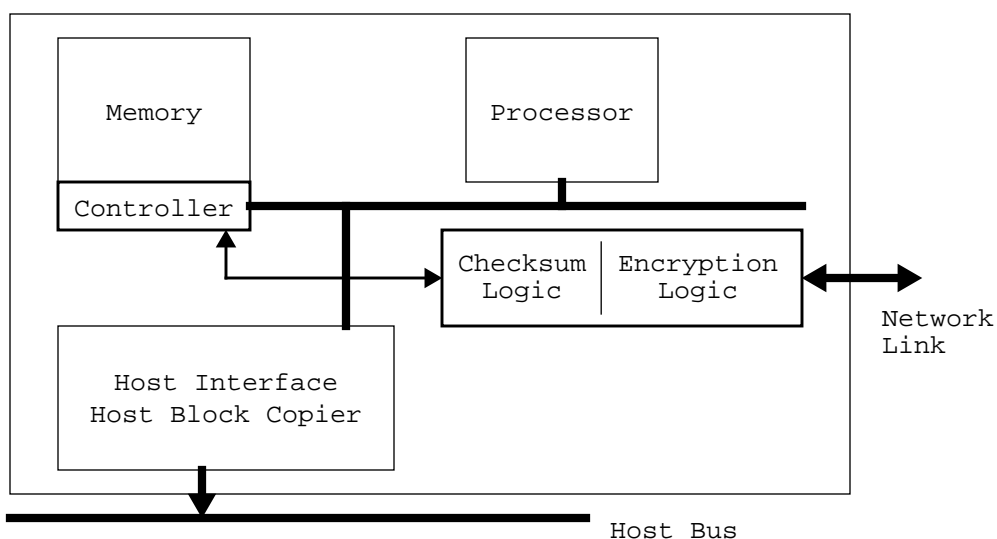 Memory
Processor
Controller
Checksum
Logic
Encryption
Logic
Network
Link
Host Interface
Host Block Copier
Host Bus